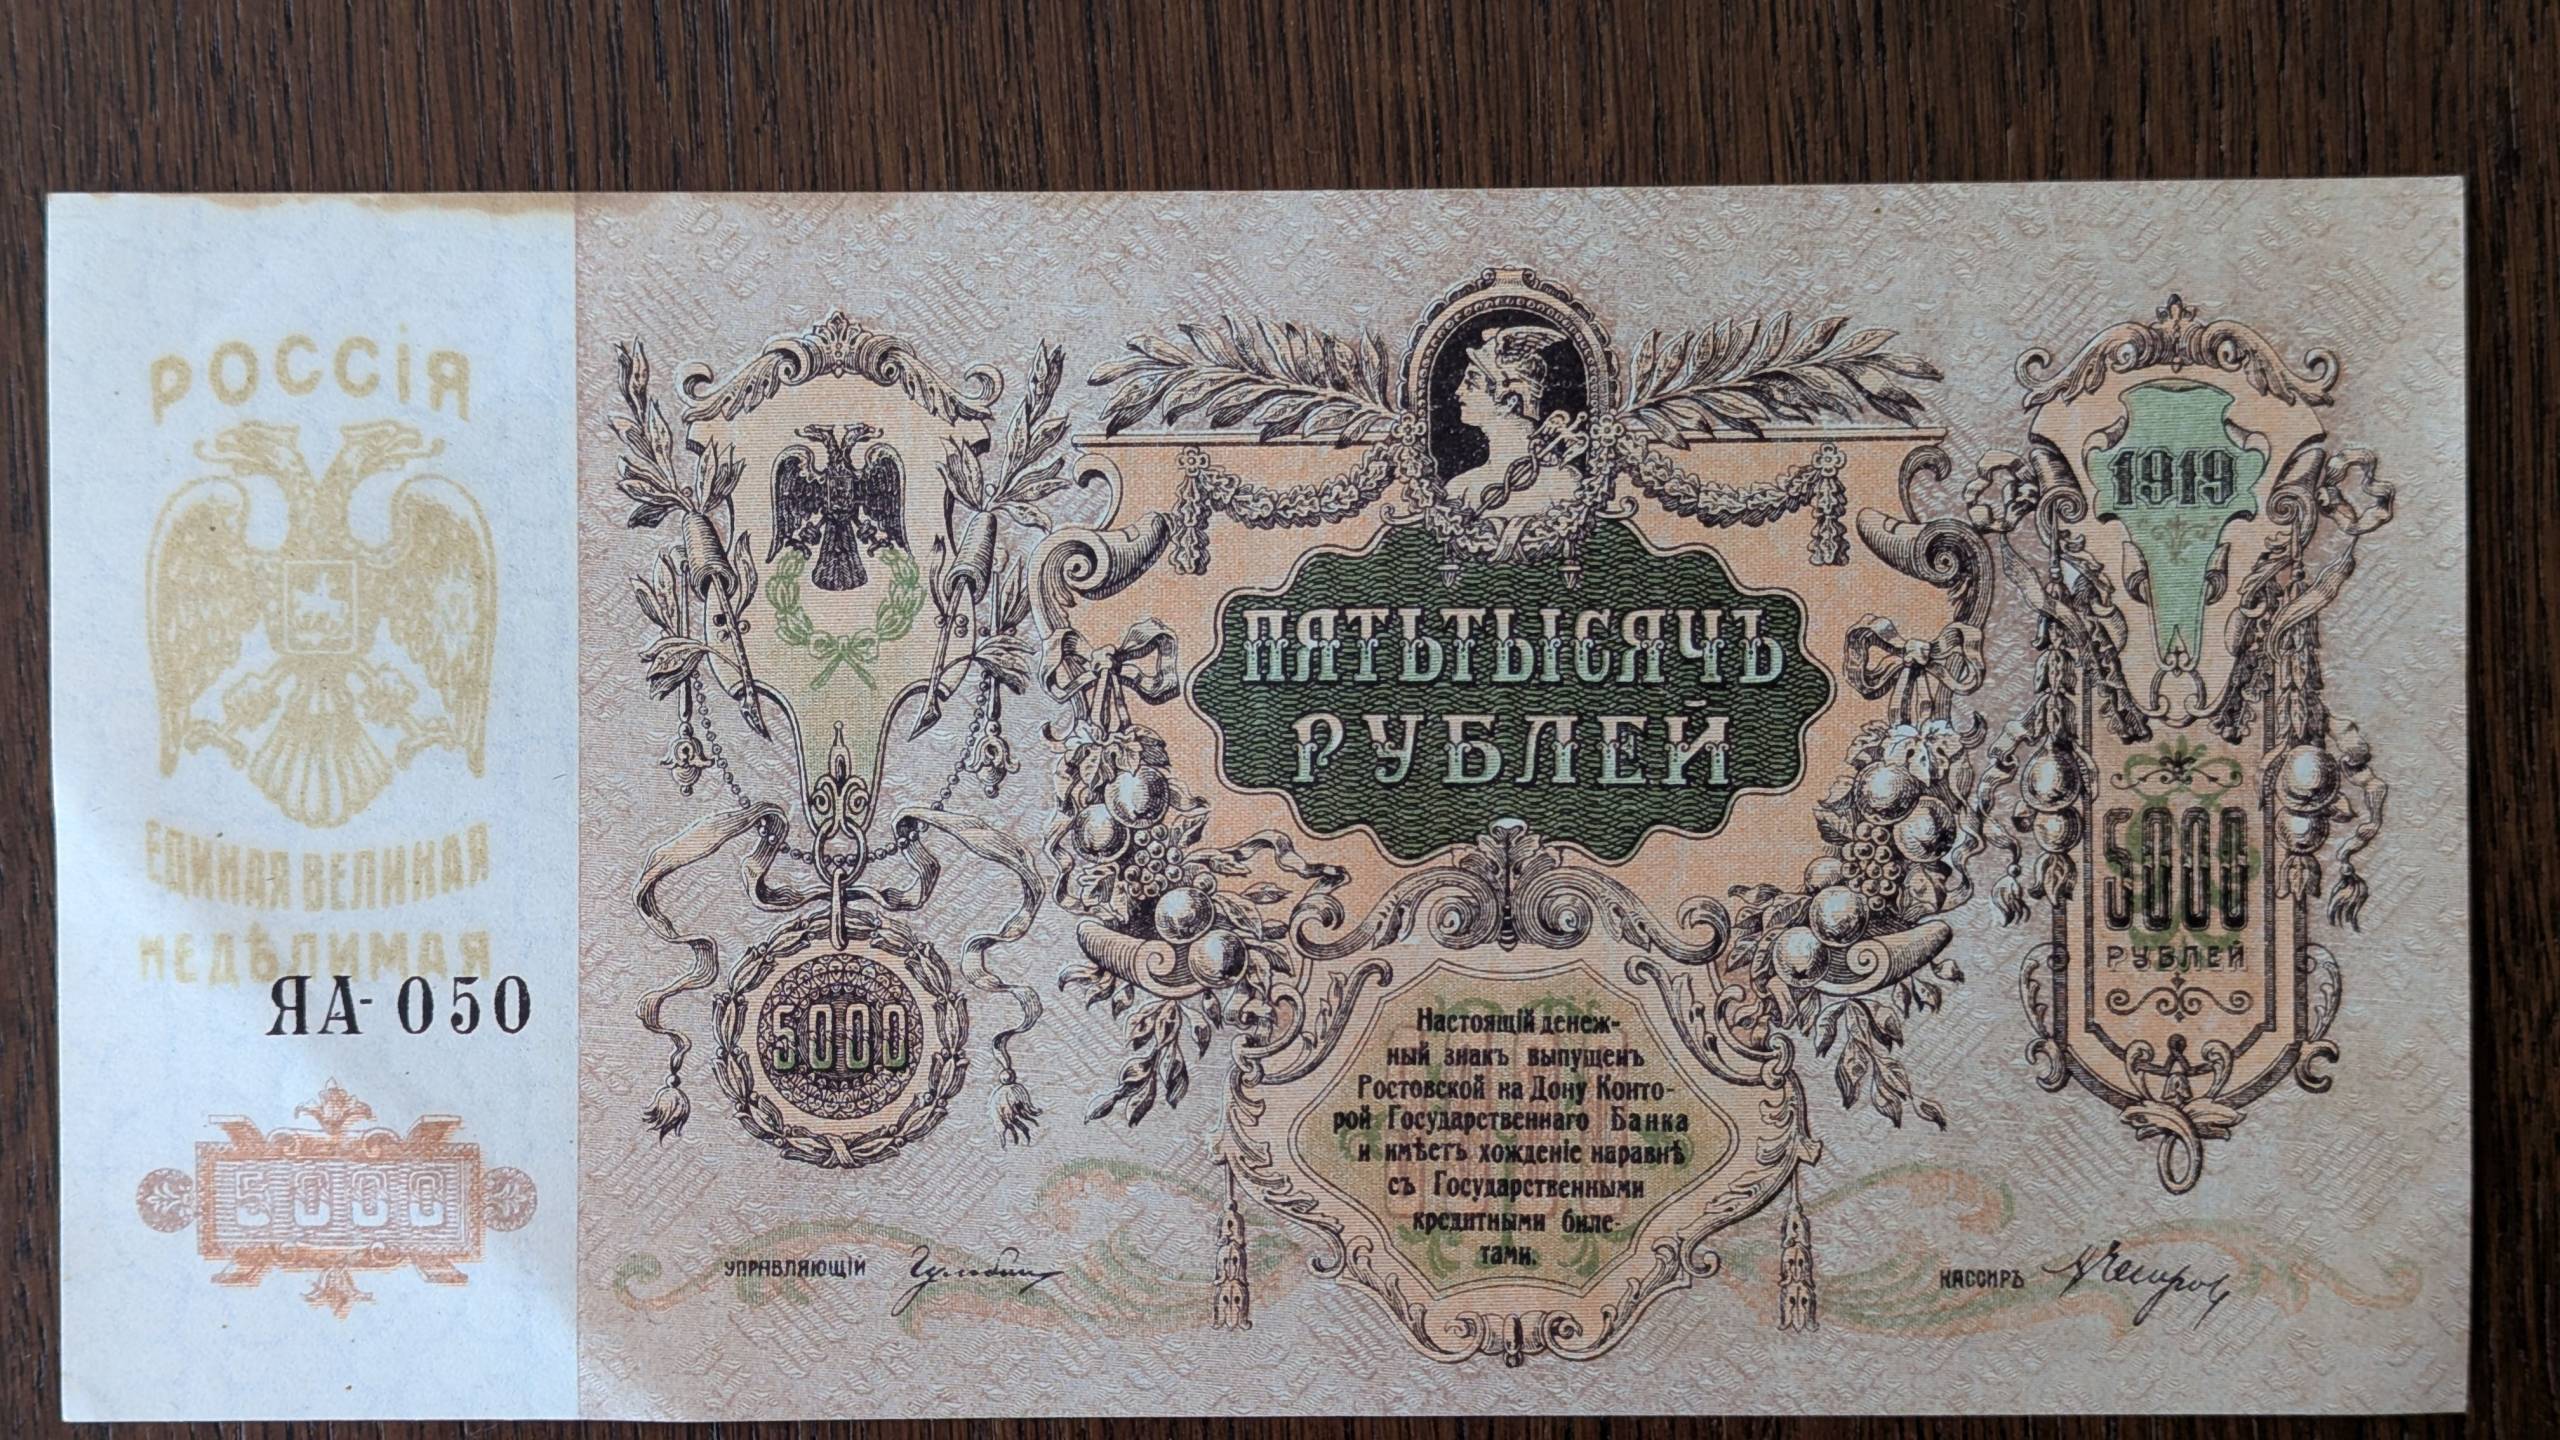 РОССІЯ
ЕДИНАЯ ВЕЛИКАЯ
НЕДѢЛИМАЯ
ЯА-050
5000
5000
УПРАВЛЯЮЩІЙ
ПЯТЬТЫСЯЧЪ
РУБЛЕЙ
Настоящій денеж-
ный знакъ выпущенъ
Ростовской на Дону Конто-
рой Государственнаго Банка
и имѣетъ хожденіе наравнѣ
съ Государственными
кредитными биле-
тами.
1919
5000
РУБЛЕЙ
КАССИРЪ